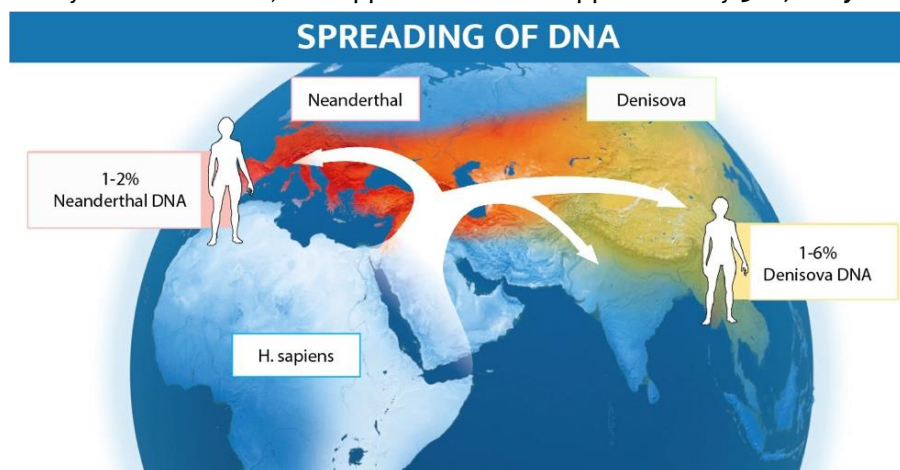 SPREADING OF DNA
Neanderthal
Denisova
1-2%
Neanderthal DNA
1-6%
Denisova DNA
H. sapiens